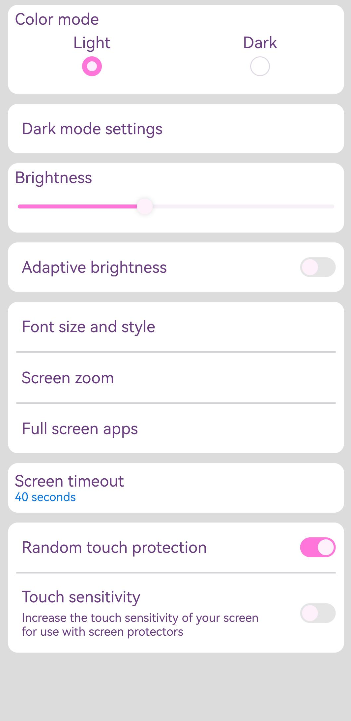 Color mode
Light Dark
Dark mode settings
Brightness
Adaptive brightness
Font size and style
Screen zoom
Full screen apps
Screen timeout
40 seconds
Random touch protection
Touch sensitivity
Increase the touch sensitivity of your screen
for use with screen protectors